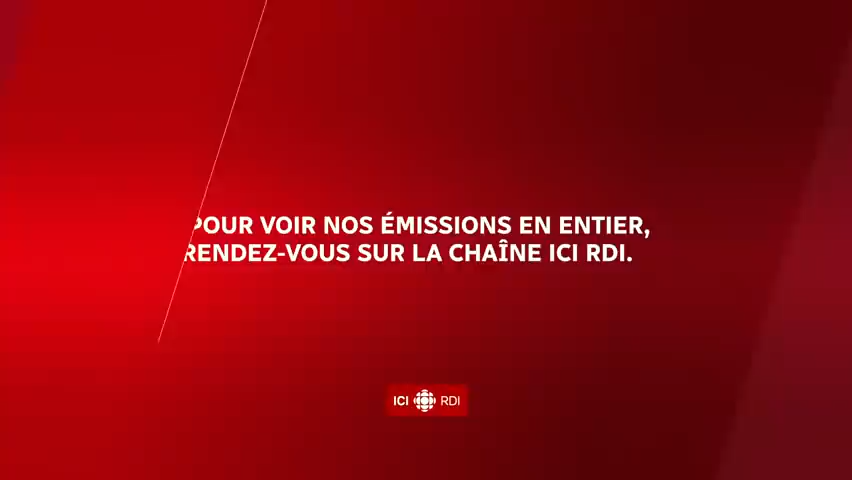 POUR VOIR NOS ÉMISSIONS EN ENTIER,
RENDEZ-VOUS SUR LA CHAÎNE ICI RDI.
ICI RDI